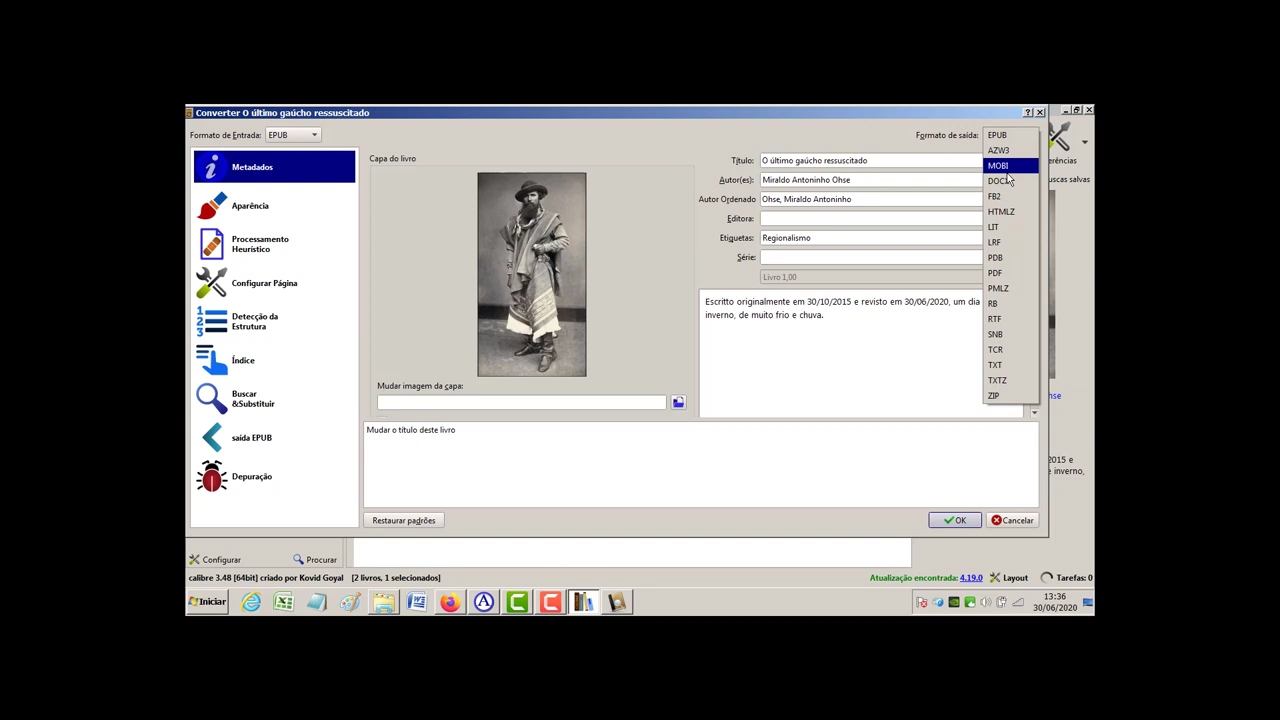 Converter O último gaúcho ressuscitado
Formato de Entrada: EPUB
Formato de saída:
EPUB
AZW3
MOBI
DOCX
FB2
HTMLZ
LIT
LRF
PDB
PDF
PMLZ
RB
RTF
SNB
TCR
TXT
TXTZ
ZIP
Metadados
Aparência
Processamento
Heurístico
Configurar Página
Detecção da
Estrutura
Índice
Buscar
&Substituir
saída EPUB
Depuração
Capa do livro
Mudar imagem da capa:
Título: O último gaúcho ressuscitado
Autor(es): Miraldo Antoninho Ohse
Autor Ordenado Ohse, Miraldo Antoninho
Editora:
Etiquetas: Regionalismo
Série:
Livro 1,00
Escritto originalmente em 30/10/2015 e revisto em 30/06/2020, um dia
inverno, de muito frio e chuva.
Mudar o título deste livro
Restaurar padrões
OK
Cancelar
erências
uscas salvas
2015 e
e inverno,
Configurar
Procurar
calibre 3.48 [64bit] criado por Kovid Goyal [2 livros, 1 selecionados]
Atualização encontrada: 4.19.0
Layout
Tarefas: 0
Iniciar
13:36
30/06/2020